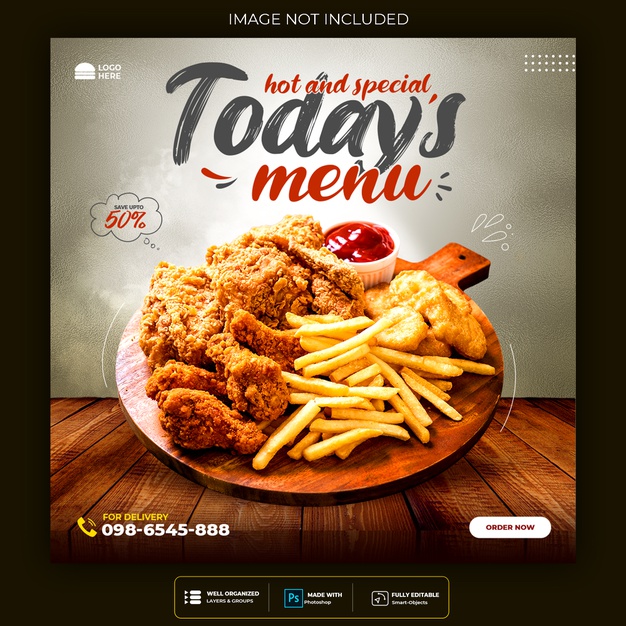 IMAGE NOT INCLUDED
LOGO
HERE
hot and special
Today's
menu
SAVE UPTO
50%
FOR DELIVERY
098-6545-888
ORDER NOW
WELL ORGANIZED
LAYERS & GROUPS
Ps
MADE WITH
Photoshop
FULLY EDITABLE
Smart-Objects